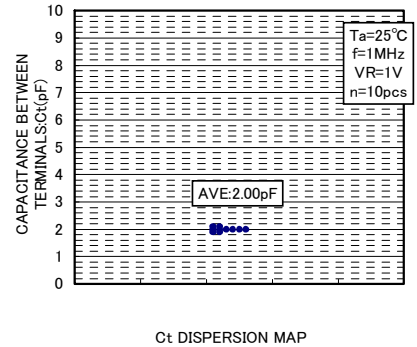 10
9
8
7
6
5
4
3
2
1
0
CAPACITANCE BETWEEN
TERMINALS:Ct(pF)
Ta=25℃
f=1MHz
VR=1V
n=10pcs
AVE:2.00pF
Ct DISPERSION MAP